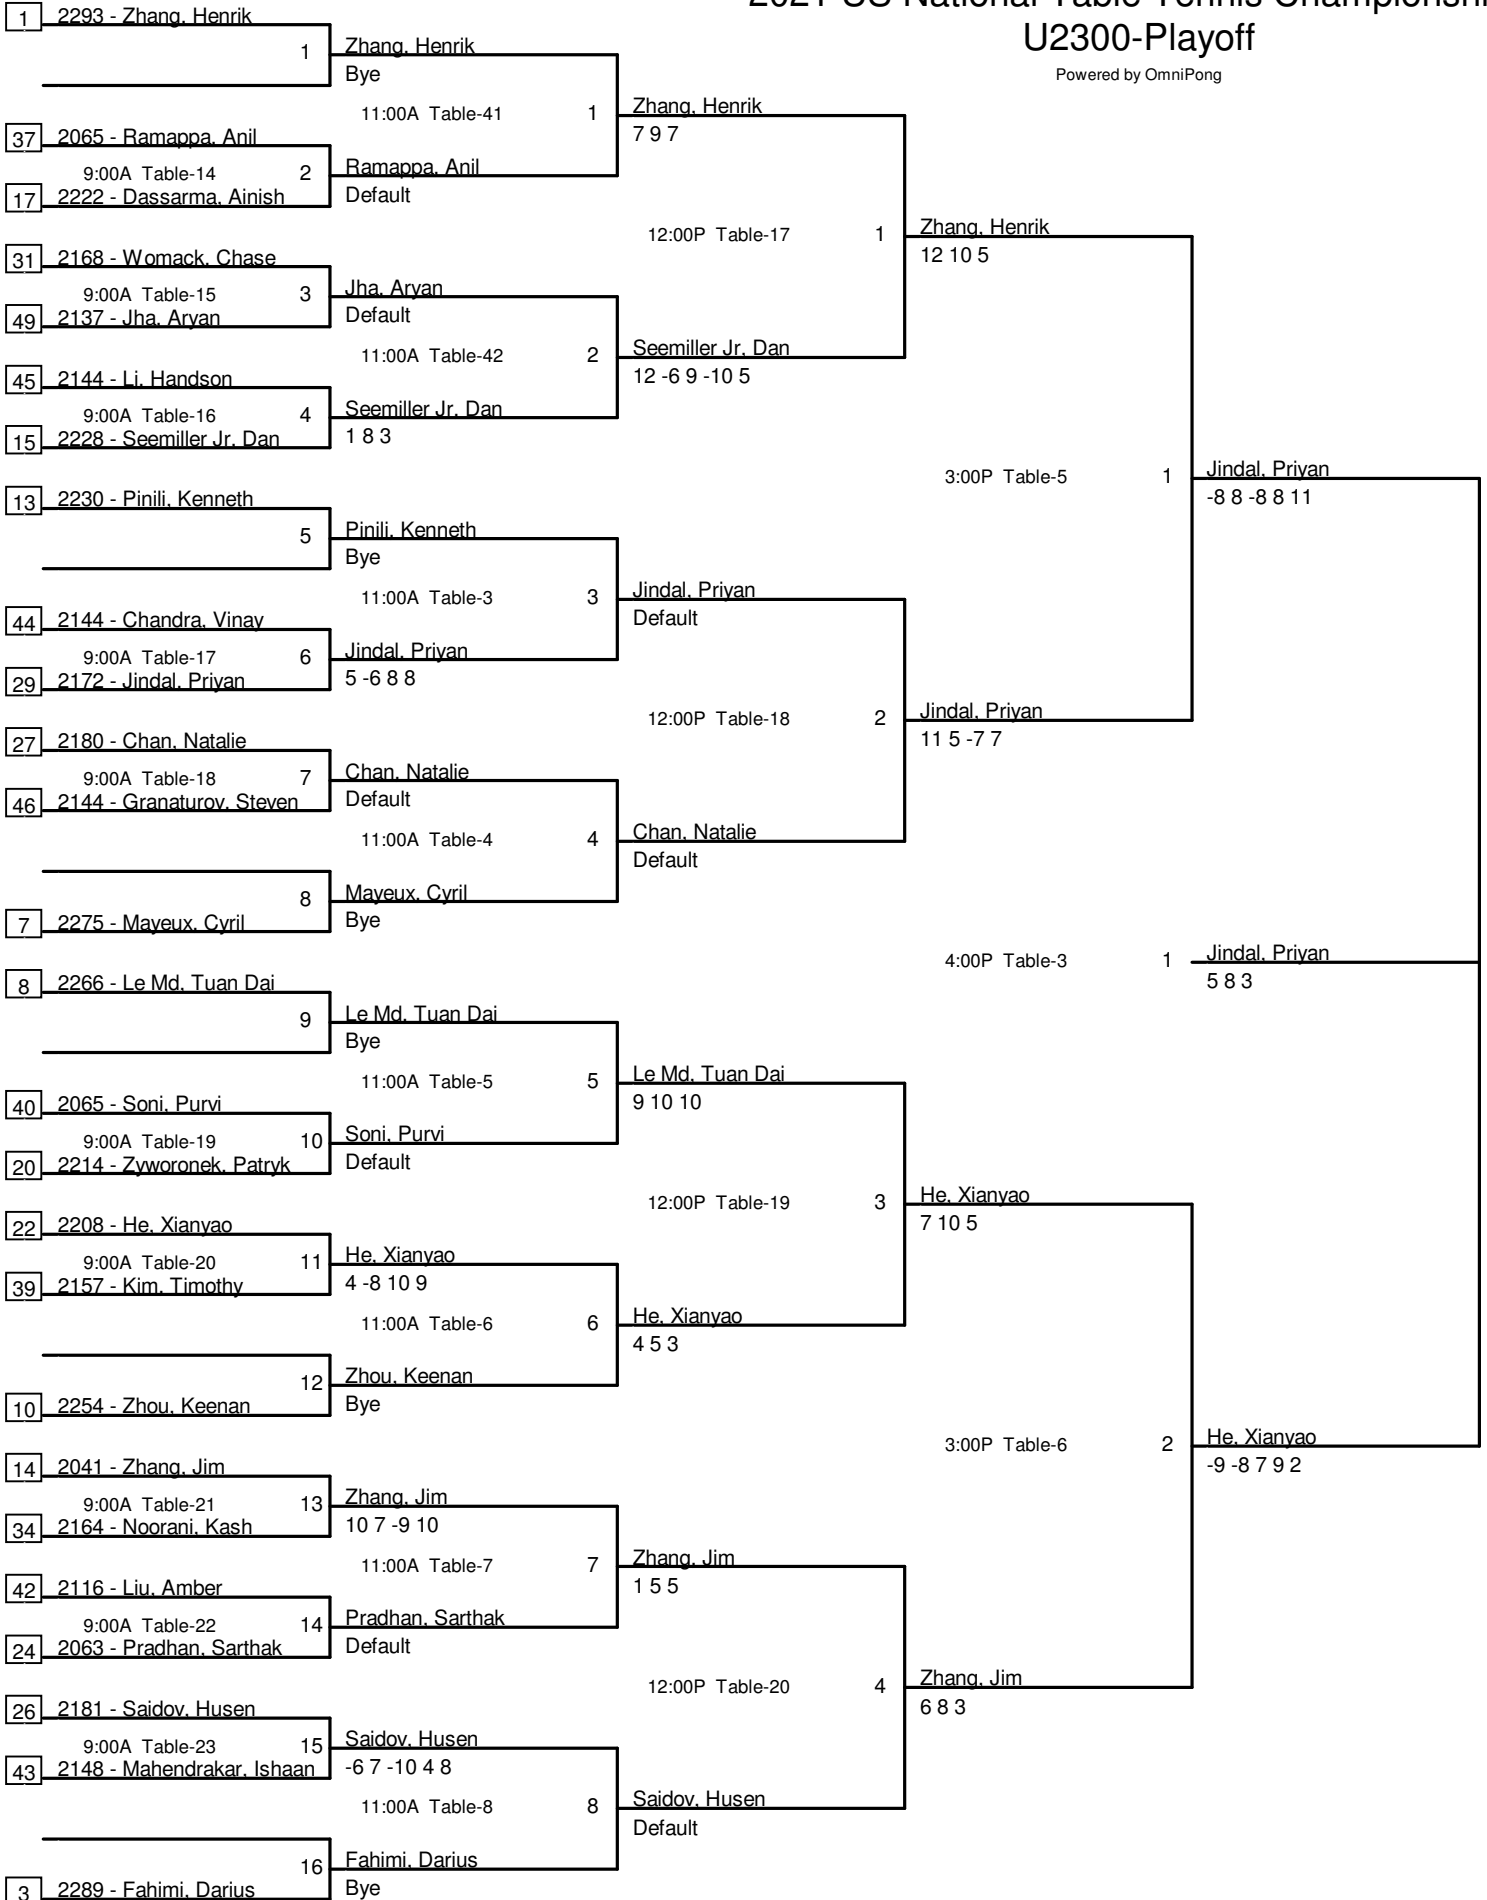 2021 US National Table Tennis Championshi
U2300-Playoff
Powered by OmniPong
1 2293 - Zhang, Henrik
1 Zhang, Henrik
Bye
11:00A Table-41 1 Zhang, Henrik
7 9 7
37 2065 - Ramappa, Anil
9:00A Table-14 2 Ramappa, Anil
17 2222 - Dassarma, Ainish Default
12:00P Table-17 1 Zhang, Henrik
12 10 5
31 2168 - Womack, Chase
9:00A Table-15 3 Jha, Aryan
49 2137 - Jha, Aryan Default
11:00A Table-42 2 Seemiller Jr, Dan
12 -6 9 -10 5
45 2144 - Li, Handson
9:00A Table-16 4 Seemiller Jr, Dan
15 2228 - Seemiller Jr, Dan 1 8 3
3:00P Table-5 1 Jindal, Priyan
-8 8 -8 8 11
13 2230 - Pinili, Kenneth
5 Pinili, Kenneth
Bye
11:00A Table-3 3 Jindal, Priyan
Default
44 2144 - Chandra, Vinay
9:00A Table-17 6 Jindal, Priyan
29 2172 - Jindal, Priyan 5 -6 8 8
12:00P Table-18 2 Jindal, Priyan
11 5 -7 7
27 2180 - Chan, Natalie
9:00A Table-18 7 Chan, Natalie
46 2144 - Granaturov, Steven Default
11:00A Table-4 4 Chan, Natalie
Default
8 Mayeux, Cyril
7 2275 - Mayeux, Cyril Bye
4:00P Table-3 1 Jindal, Priyan
5 8 3
8 2266 - Le Md, Tuan Dai
9 Le Md, Tuan Dai
Bye
11:00A Table-5 5 Le Md, Tuan Dai
9 10 10
40 2065 - Soni, Purvi
9:00A Table-19 10 Soni, Purvi
20 2214 - Zyworonek, Patryk Default
12:00P Table-19 3 He, Xianyao
7 10 5
22 2208 - He, Xianyao
9:00A Table-20 11 He, Xianyao
39 2157 - Kim, Timothy 4 -8 10 9
11:00A Table-6 6 He, Xianyao
4 5 3
12 Zhou, Keenan
10 2254 - Zhou, Keenan Bye
3:00P Table-6 2 He, Xianyao
-9 -8 7 9 2
14 2041 - Zhang, Jim
9:00A Table-21 13 Zhang, Jim
34 2164 - Noorani, Kash 10 7 -9 10
11:00A Table-7 7 Zhang, Jim
1 5 5
42 2116 - Liu, Amber
9:00A Table-22 14 Pradhan, Sarthak
24 2063 - Pradhan, Sarthak Default
12:00P Table-20 4 Zhang, Jim
6 8 3
26 2181 - Saidov, Husen
9:00A Table-23 15 Saidov, Husen
43 2148 - Mahendrakar, Ishaan -6 7 -10 4 8
11:00A Table-8 8 Saidov, Husen
Default
16 Fahimi, Darius
3 2289 - Fahimi, Darius Bye